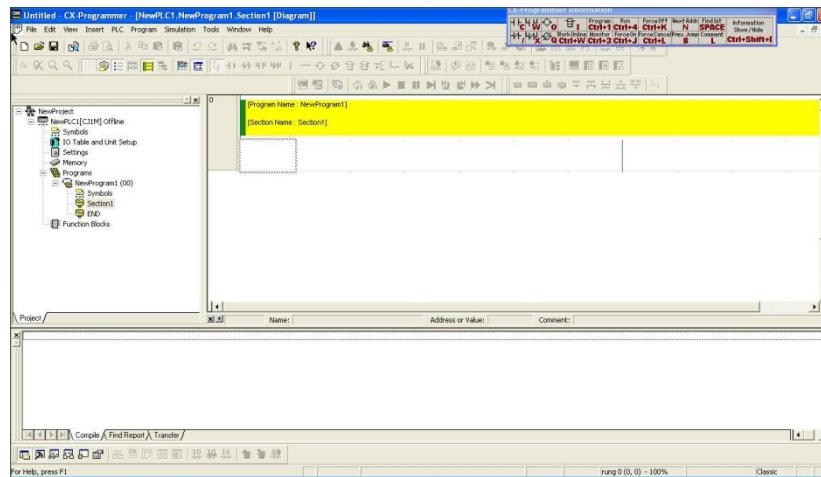 Untitled - CX-Programmer - [NewPLC1.NewProgram1.Section1 [Diagram]]
File Edit View Insert PLC Program Simulation Tools Window Help
CX-Programmer Information
C W O I Program Run Force Off Next Addr. Find bit Information
Ctrl+1 Ctrl+4 Ctrl+K N SPACE Show/Hide
/ X Q Work Online Monitor Force On Force Cancel Prev. Jump Comment
Ctrl+W Ctrl+3 Ctrl+J Ctrl+L B L Ctrl+Shift+I
NewProject
NewPLC1[CJ1M] Offline
Symbols
IO Table and Unit Setup
Settings
Memory
Programs
NewProgram1 (00)
Symbols
Section1
END
Function Blocks
Project
0
[Program Name : NewProgram1]
[Section Name : Section1]
Name: Address or Value: Comment:
Compile Find Report Transfer
10 10 16
For Help, press F1
rung 0 (0, 0) - 100%
Classic